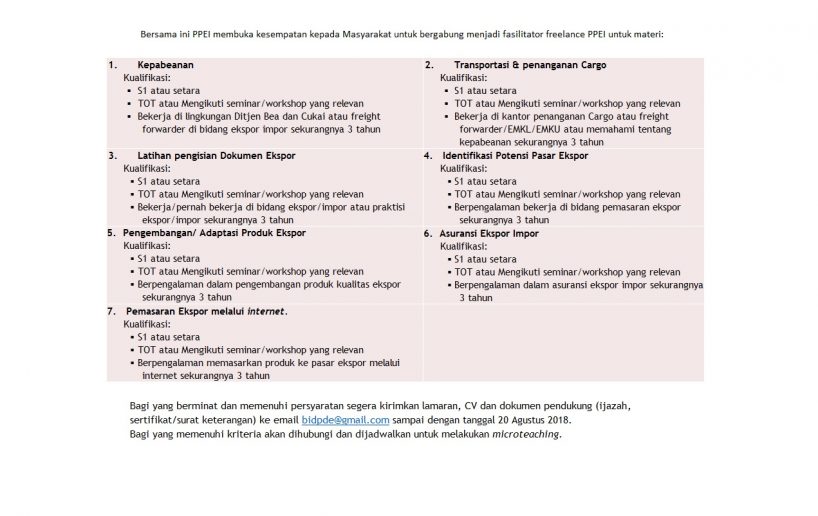 Bersama ini PPEI membuka kesempatan kepada Masyarakat untuk bergabung menjadi fasilitator freelance PPEI untuk materi:
1. Kepabeanan
Kualifikasi:
▪ S1 atau setara
▪ TOT atau Mengikuti seminar/workshop yang relevan
▪ Bekerja di lingkungan Ditjen Bea dan Cukai atau freight
forwarder di bidang ekspor impor sekurangnya 3 tahun
2. Transportasi & penanganan Cargo
Kualifikasi:
▪ S1 atau setara
▪ TOT atau Mengikuti seminar/workshop yang relevan
▪ Bekerja di kantor penanganan Cargo atau freight
forwarder/EMKL/EMKU atau memahami tentang
kepabeanan sekurangnya 3 tahun
3. Latihan pengisian Dokumen Ekspor
Kualifikasi:
▪ S1 atau setara
▪ TOT atau Mengikuti seminar/workshop yang relevan
▪ Bekerja/pernah bekerja di bidang ekspor/impor atau praktisi
ekspor/impor sekurangnya 3 tahun
4. Identifikasi Potensi Pasar Ekspor
Kualifikasi:
▪ S1 atau setara
▪ TOT atau Mengikuti seminar/workshop yang relevan
▪ Berpengalaman bekerja di bidang pemasaran ekspor
sekurangnya 3 tahun
5. Pengembangan/ Adaptasi Produk Ekspor
Kualifikasi:
▪ S1 atau setara
▪ TOT atau Mengikuti seminar/workshop yang relevan
▪ Berpengalaman dalam pengembangan produk kualitas ekspor
sekurangnya 3 tahun
6. Asuransi Ekspor Impor
Kualifikasi:
▪ S1 atau setara
▪ TOT atau Mengikuti seminar/workshop yang relevan
▪ Berpengalaman dalam asuransi ekspor impor sekurangnya
3 tahun
7. Pemasaran Ekspor melalui internet.
Kualifikasi:
▪ S1 atau setara
▪ TOT atau Mengikuti seminar/workshop yang relevan
▪ Berpengalaman memasarkan produk ke pasar ekspor melalui
internet sekurangnya 3 tahun
Bagi yang berminat dan memenuhi persyaratan segera kirimkan lamaran, CV dan dokumen pendukung (ijazah,
sertifikat/surat keterangan) ke email bidpde@gmail.com sampai dengan tanggal 20 Agustus 2018.
Bagi yang memenuhi kriteria akan dihubungi dan dijadwalkan untuk melakukan microteaching.